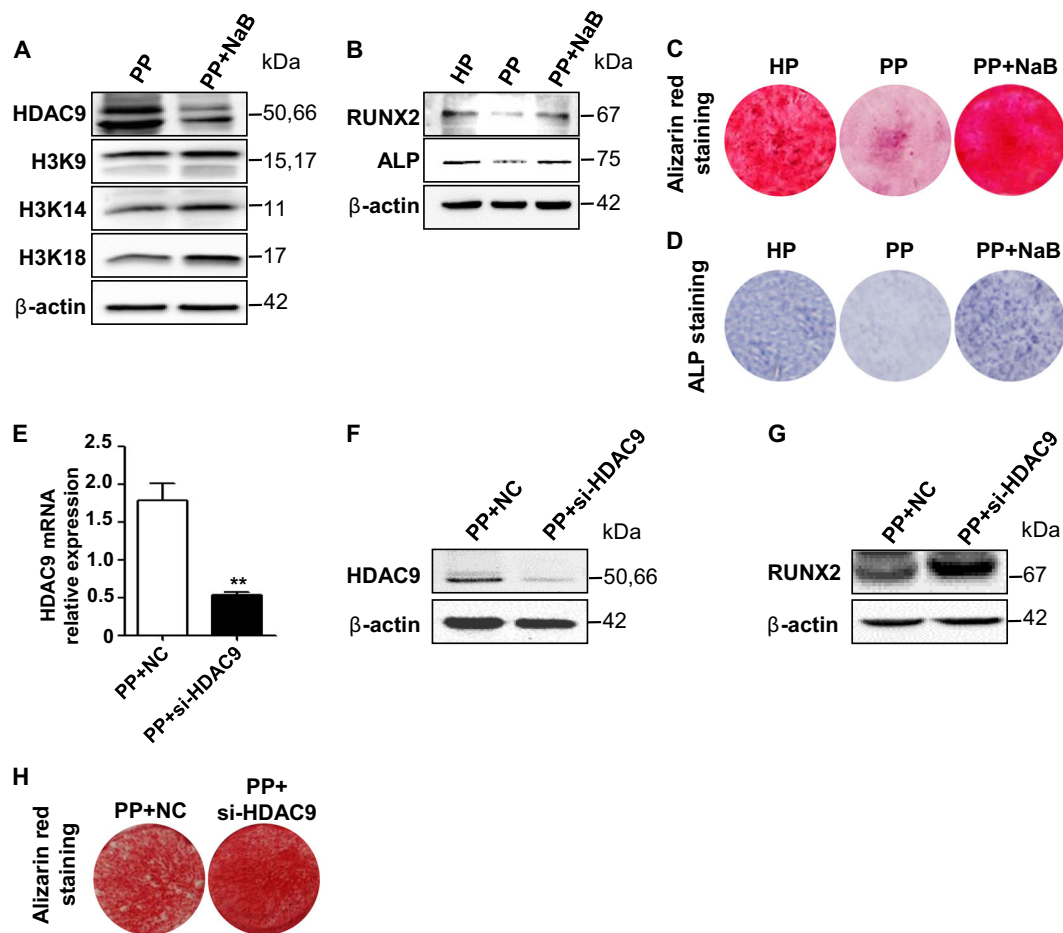 A
PP
PP+NaB
kDa
HDAC9
50,66
H3K9
15,17
H3K14
11
H3K18
17
β-actin
42
B
HP
PP
PP+NaB
kDa
RUNX2
67
ALP
75
β-actin
42
C
HP
PP
PP+NaB
Alizarin red
staining
D
HP
PP
PP+NaB
ALP staining
E
HDAC9 mRNA
relative expression
2.5
2.0
1.5
1.0
0.5
0
**
PP+NC
PP+si-HDAC9
F
PP+NC
PP+si-HDAC9
kDa
HDAC9
50,66
β-actin
42
G
PP+NC
PP+si-HDAC9
kDa
RUNX2
67
β-actin
42
H
PP+NC
PP+
si-HDAC9
Alizarin red
staining